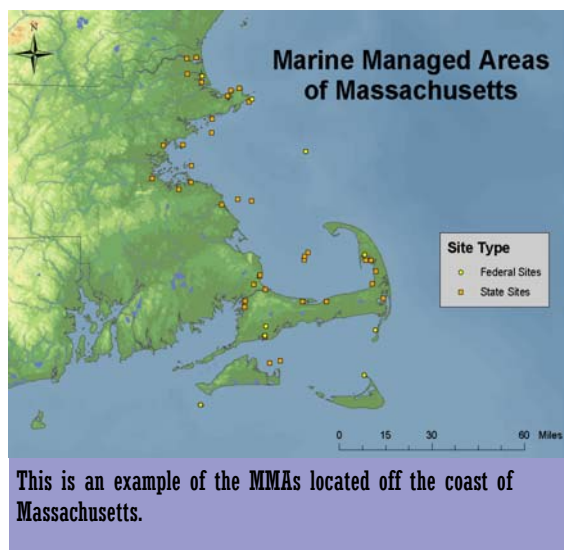 N
Marine Managed Areas
of Massachusetts
Site Type
Federal Sites
State Sites
0 15 30 60 Miles
This is an example of the MMAs located off the coast of
Massachusetts.